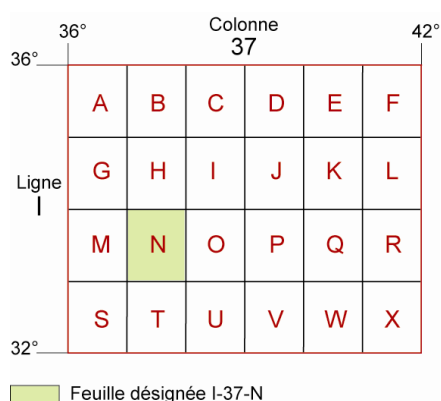 Colonne
36° 37 42°
36°
A B C D E F
G H I J K L
Ligne
I
M N O P Q R
S T U V W X
32°
Feuille désignée I-37-N